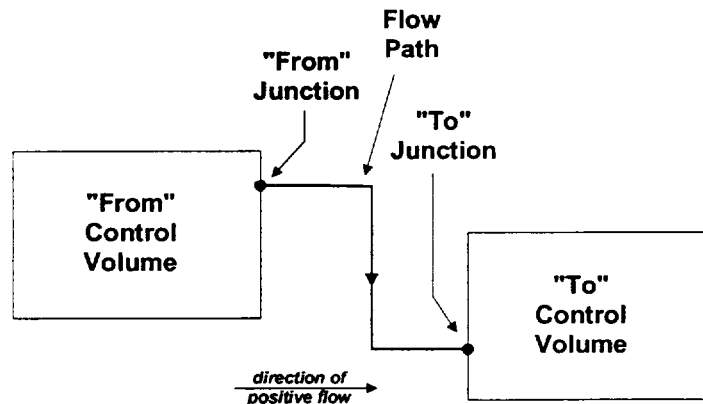 Flow
Path
"From"
Junction
"To"
Junction
"From"
Control
Volume
"To"
Control
Volume
direction of
positive flow